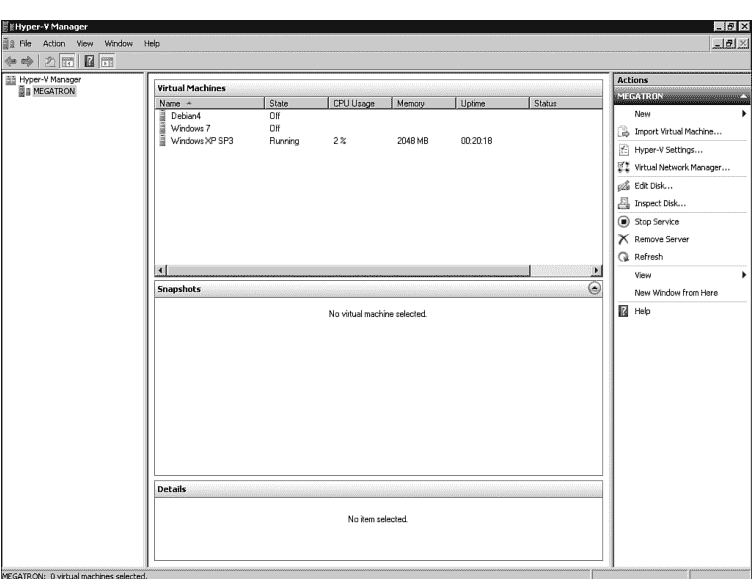 Hyper-V Manager
File Action View Window Help
Hyper-V Manager
MEGATRON
Virtual Machines
Name State CPU Usage Memory Uptime Status
Debian4 Off
Windows 7 Off
Windows XP SP3 Running 2 % 2048 MB 00:20:18
Snapshots
No virtual machine selected.
Details
No item selected.
Actions
MEGATRON
New
Import Virtual Machine...
Hyper-V Settings...
Virtual Network Manager...
Edit Disk...
Inspect Disk...
Stop Service
Remove Server
Refresh
View
New Window from Here
Help
MEGATRON: 0 virtual machines selected.